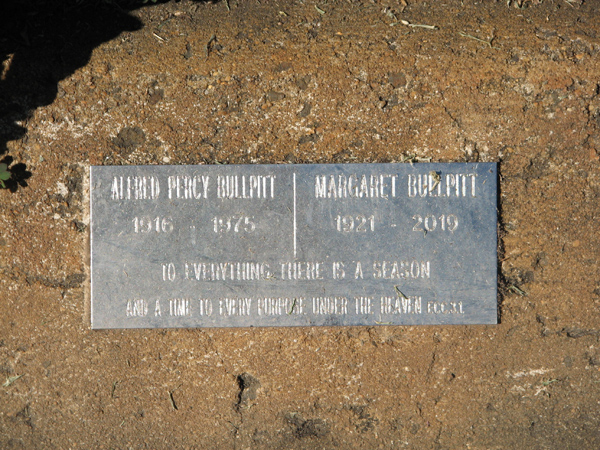 ALFRED PERCY BULLPITT MARGARET BULLPITT
1916 - 1975 1921 - 2019
TO EVERYTHING THERE IS A SEASON
AND A TIME TO EVERY PURPOSE UNDER THE HEAVEN ECC.3.1